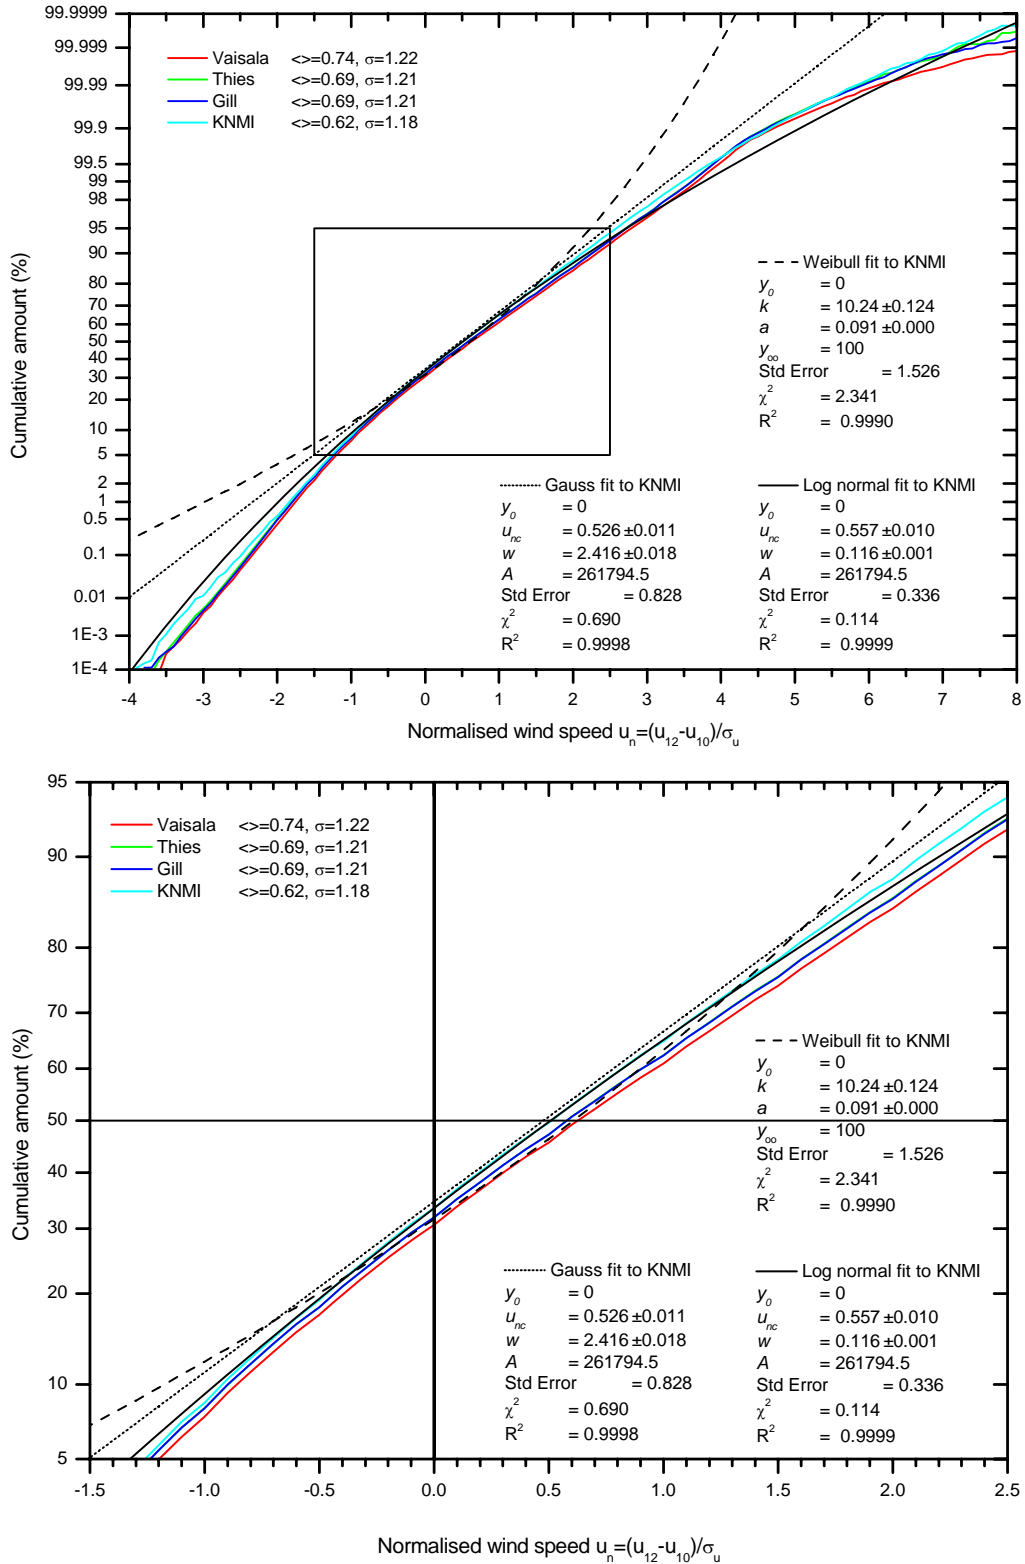 99.9999
99.999
99.99
99.9
99.5
99
98
95
90
80
70
60
50
40
30
20
10
5
2
1
0.5
0.1
0.01
1E-3
1E-4
Cumulative amount (%)
Vaisala <>=0.74, σ=1.22
Thies <>=0.69, σ=1.21
Gill <>=0.69, σ=1.21
KNMI <>=0.62, σ=1.18
Weibull fit to KNMI
y0 = 0
k = 10.24 ±0.124
a = 0.091 ±0.000
y∞ = 100
Std Error = 1.526
χ2 = 2.341
R2 = 0.9990
Gauss fit to KNMI
y0 = 0
unc = 0.526 ±0.011
w = 2.416 ±0.018
A = 261794.5
Std Error = 0.828
χ2 = 0.690
R2 = 0.9998
Log normal fit to KNMI
y0 = 0
unc = 0.557 ±0.010
w = 0.116 ±0.001
A = 261794.5
Std Error = 0.336
χ2 = 0.114
R2 = 0.9999
-4 -3 -2 -1 0 1 2 3 4 5 6 7 8
Normalised wind speed un=(u12-u10)/σu
95
90
80
70
60
50
40
30
20
10
5
Cumulative amount (%)
Vaisala <>=0.74, σ=1.22
Thies <>=0.69, σ=1.21
Gill <>=0.69, σ=1.21
KNMI <>=0.62, σ=1.18
Weibull fit to KNMI
y0 = 0
k = 10.24 ±0.124
a = 0.091 ±0.000
y∞ = 100
Std Error = 1.526
χ2 = 2.341
R2 = 0.9990
Gauss fit to KNMI
y0 = 0
unc = 0.526 ±0.011
w = 2.416 ±0.018
A = 261794.5
Std Error = 0.828
χ2 = 0.690
R2 = 0.9998
Log normal fit to KNMI
y0 = 0
unc = 0.557 ±0.010
w = 0.116 ±0.001
A = 261794.5
Std Error = 0.336
χ2 = 0.114
R2 = 0.9999
-1.5 -1.0 -0.5 0.0 0.5 1.0 1.5 2.0 2.5
Normalised wind speed un=(u12-u10)/σu